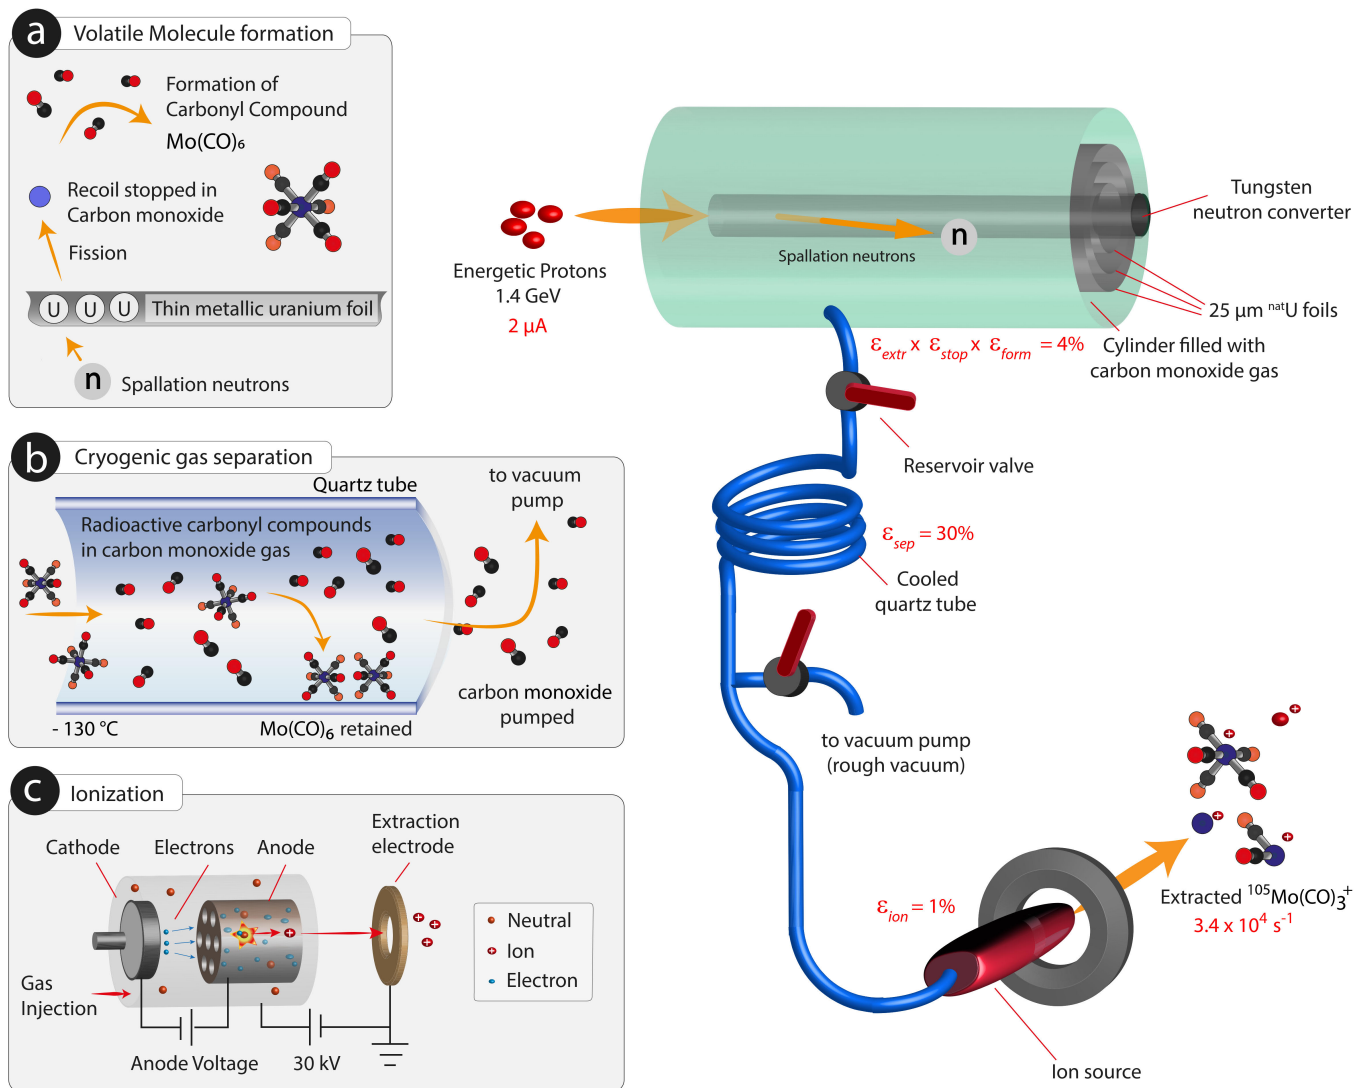 a
Volatile Molecule formation
Formation of
Carbonyl Compound
Mo(CO)₆
Recoil stopped in
Carbon monoxide
Fission
U U U
Thin metallic uranium foil
n
Spallation neutrons
b
Cryogenic gas separation
Quartz tube
to vacuum
pump
Radioactive carbonyl compounds
in carbon monoxide gas
carbon monoxide
pumped
- 130 °C
Mo(CO)₆ retained
c
Ionization
Cathode
Electrons
Anode
Extraction
electrode
Neutral
+ Ion
Electron
Gas
Injection
Anode Voltage
30 kV
Energetic Protons
1.4 GeV
2 µA
n
Spallation neutrons
Tungsten
neutron converter
25 µm ⁿᵃᵗU foils
Cylinder filled with
carbon monoxide gas
εextr x εstop x εform = 4%
Reservoir valve
εsep = 30%
Cooled
quartz tube
to vacuum pump
(rough vacuum)
εion = 1%
Ion source
Extracted ¹⁰⁵Mo(CO)₃⁺
3.4 x 10⁴ s⁻¹